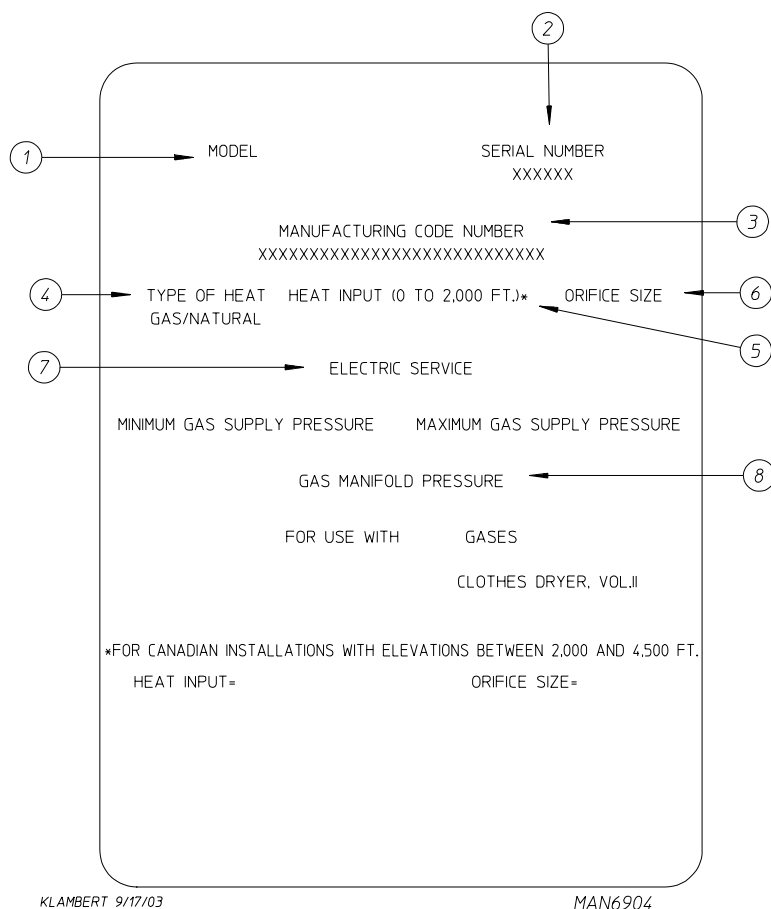 2
1 MODEL SERIAL NUMBER
XXXXXX
3
MANUFACTURING CODE NUMBER
XXXXXXXXXXXXXXXXXXXXXXXXXXXX
4 TYPE OF HEAT HEAT INPUT (0 TO 2,000 FT.)* ORIFICE SIZE 6
GAS/NATURAL
5
7 ELECTRIC SERVICE
MINIMUM GAS SUPPLY PRESSURE MAXIMUM GAS SUPPLY PRESSURE
GAS MANIFOLD PRESSURE 8
FOR USE WITH GASES
CLOTHES DRYER, VOL.II
*FOR CANADIAN INSTALLATIONS WITH ELEVATIONS BETWEEN 2,000 AND 4,500 FT.
HEAT INPUT= ORIFICE SIZE=
KLAMBERT 9/17/03 MAN6904